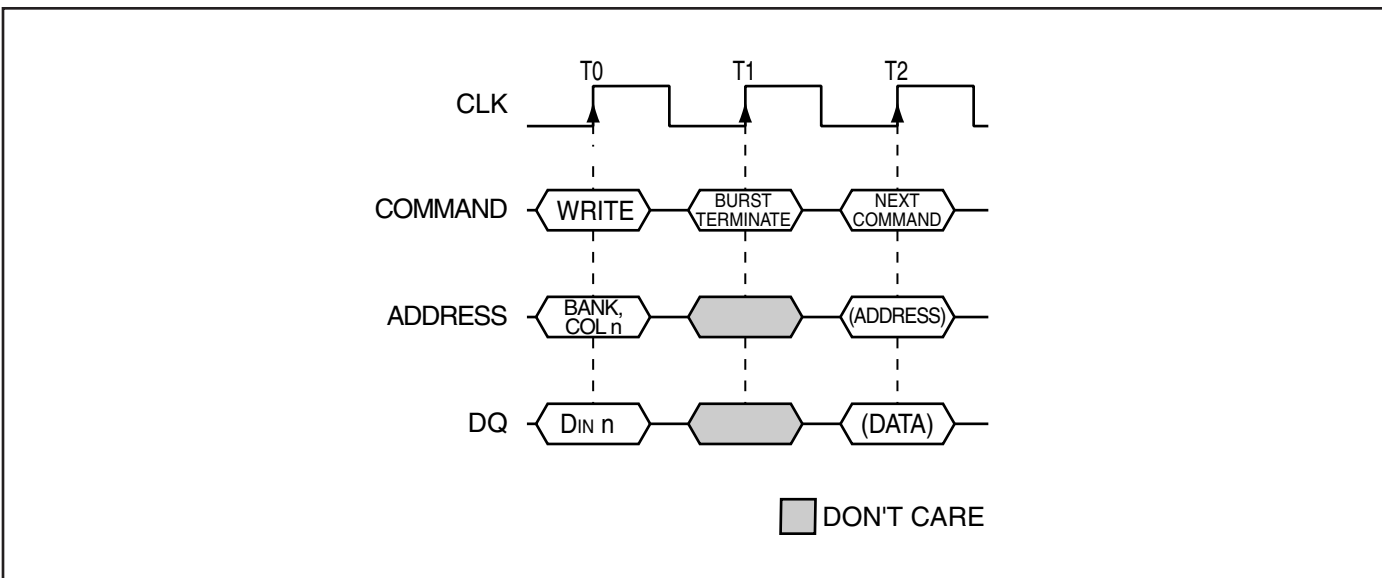 T0 T1 T2
CLK
COMMAND WRITE BURST TERMINATE NEXT COMMAND
ADDRESS BANK, COL n (ADDRESS)
DQ DIN n (DATA)
DON'T CARE